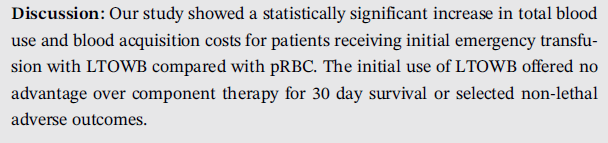 Discussion: Our study showed a statistically significant increase in total blood
use and blood acquisition costs for patients receiving initial emergency transfu-
sion with LTOWB compared with pRBC. The initial use of LTOWB offered no
advantage over component therapy for 30 day survival or selected non-lethal
adverse outcomes.